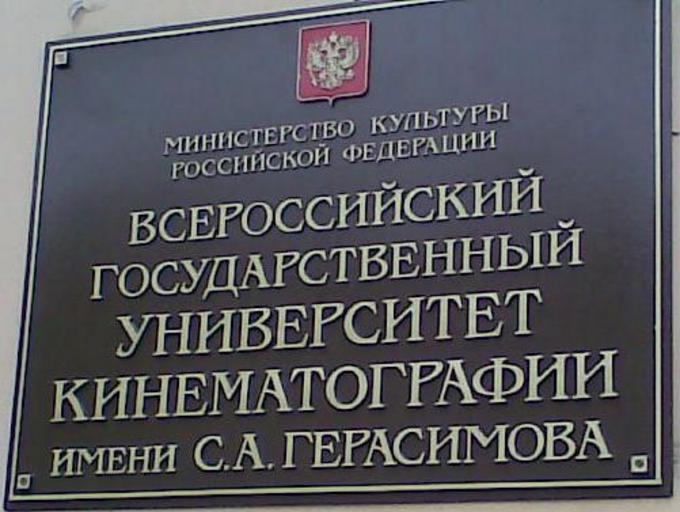 МИНИСТЕРСТВО КУЛЬТУРЫ
РОССИЙСКОЙ ФЕДЕРАЦИИ
ВСЕРОССИЙСКИЙ
ГОСУДАРСТВЕННЫЙ
УНИВЕРСИТЕТ
КИНЕМАТОГРАФИИ
ИМЕНИ С.А. ГЕРАСИМОВА